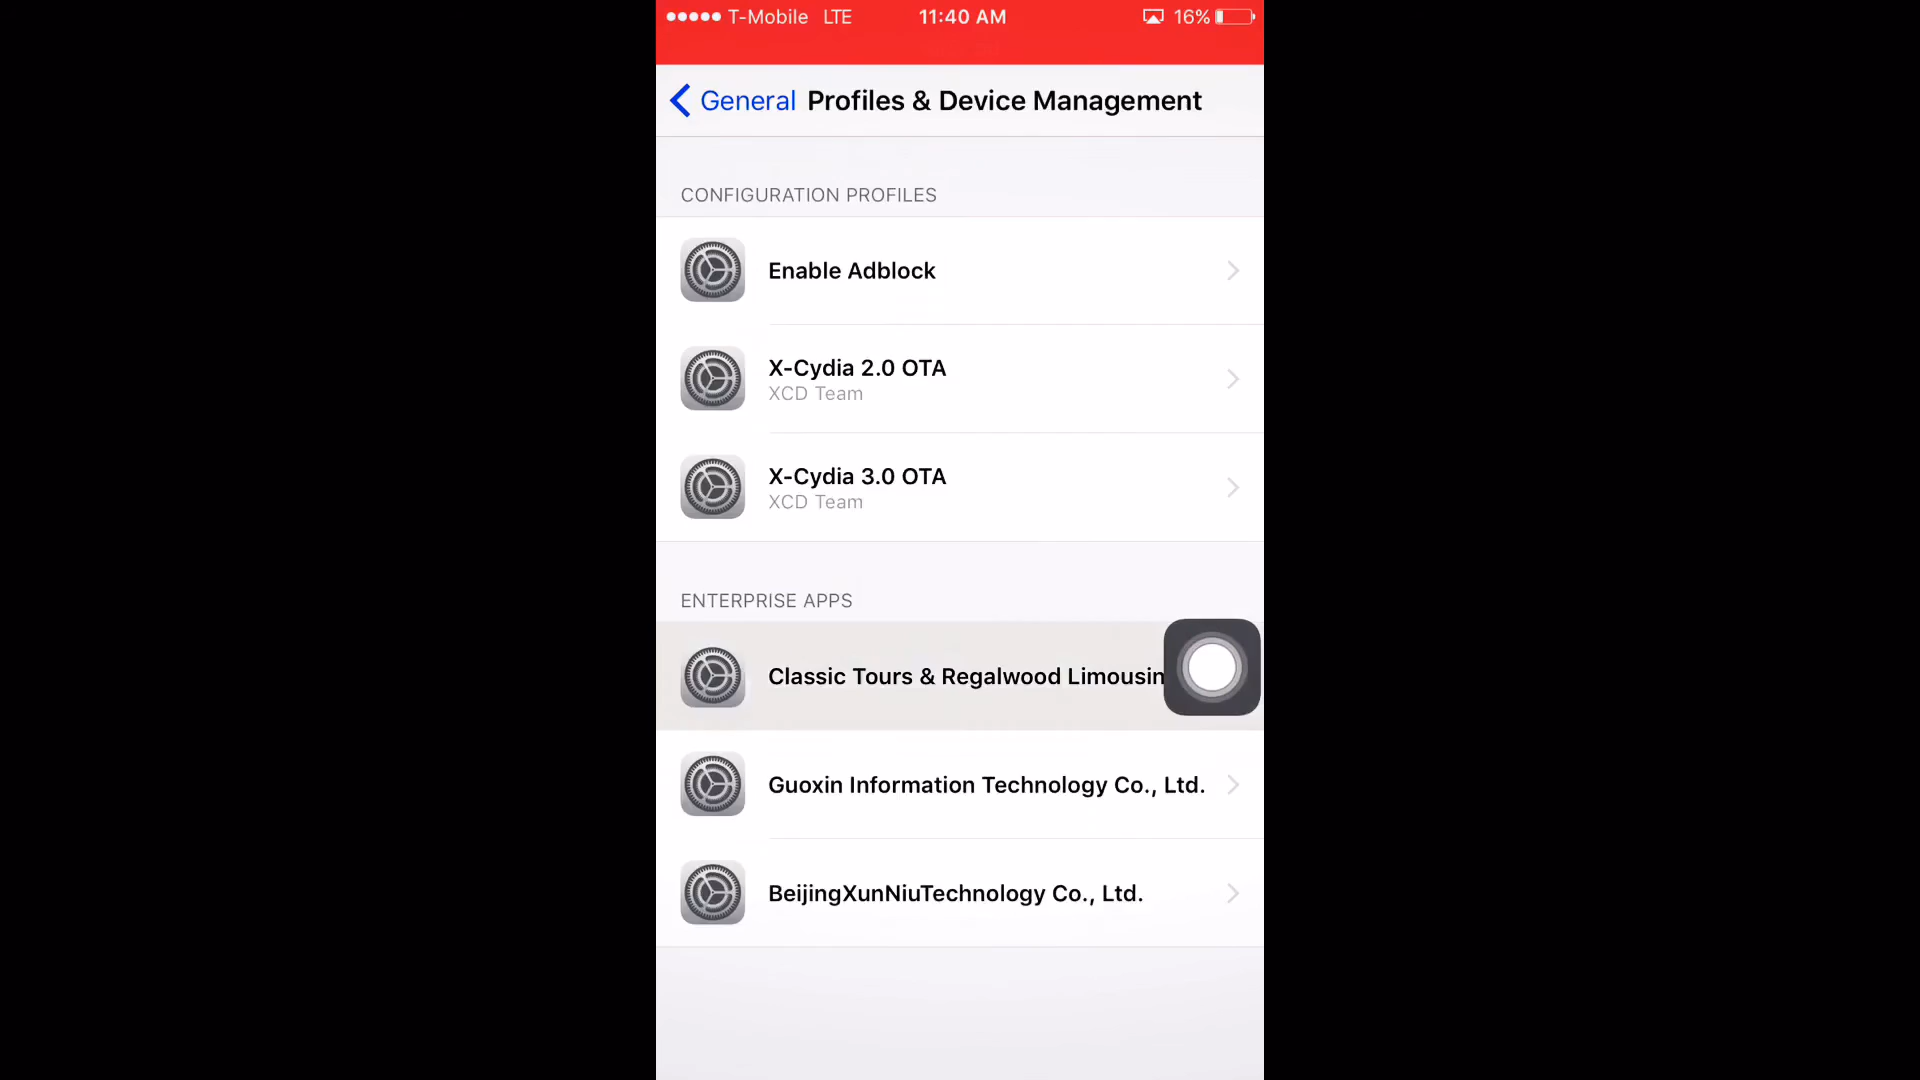 T-Mobile LTE 11:40 AM 16%
General Profiles & Device Management
CONFIGURATION PROFILES
Enable Adblock
X-Cydia 2.0 OTA
XCD Team
X-Cydia 3.0 OTA
XCD Team
ENTERPRISE APPS
Classic Tours & Regalwood Limousin
Guoxin Information Technology Co., Ltd.
BeijingXunNiuTechnology Co., Ltd.